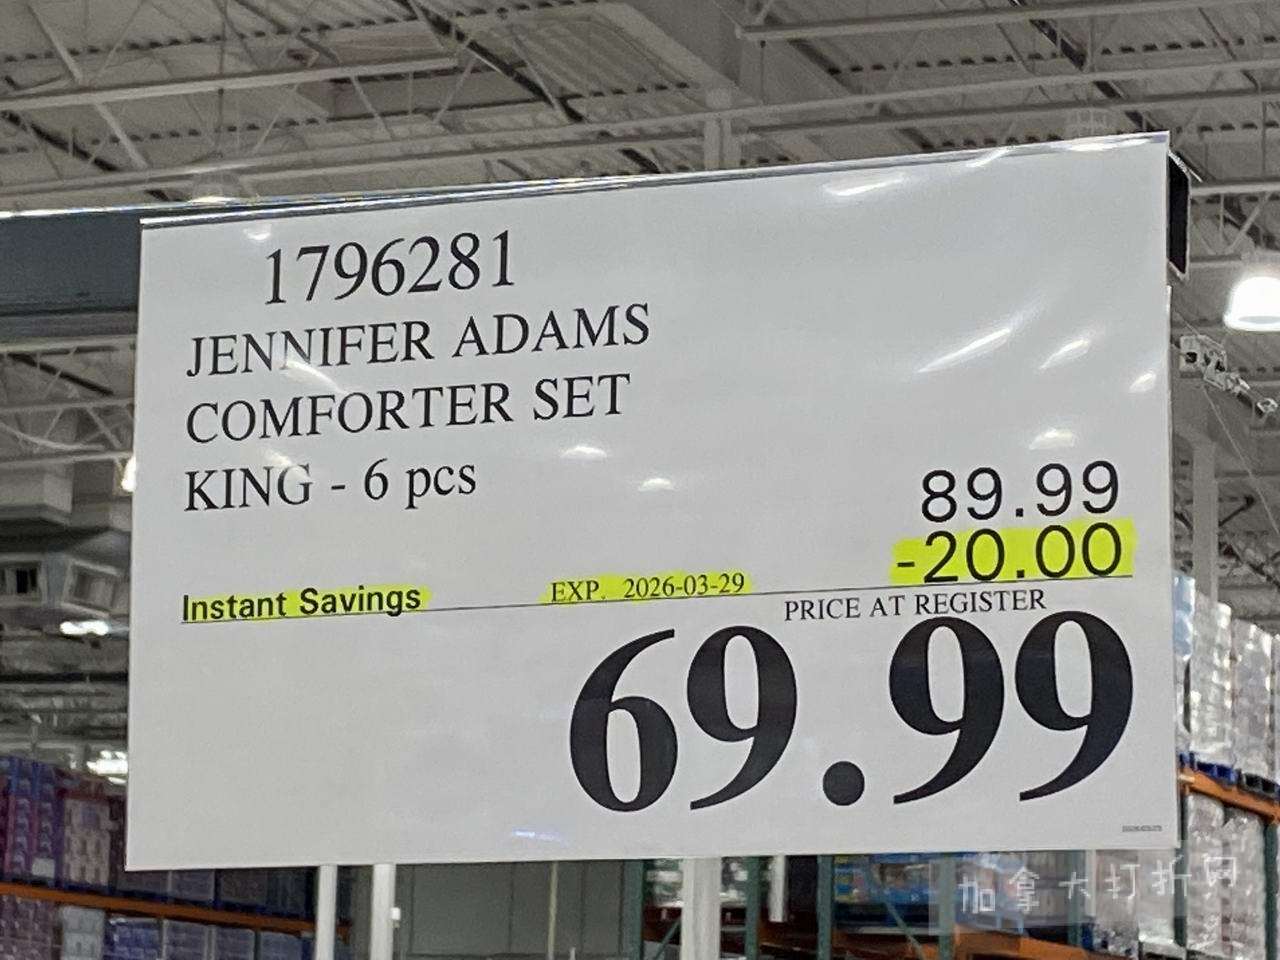 1796281
JENNIFER ADAMS
COMFORTER SET
KING - 6 pcs
89.99
-20.00
Instant Savings EXP. 2026-03-29
PRICE AT REGISTER
69.99
加拿大打折网